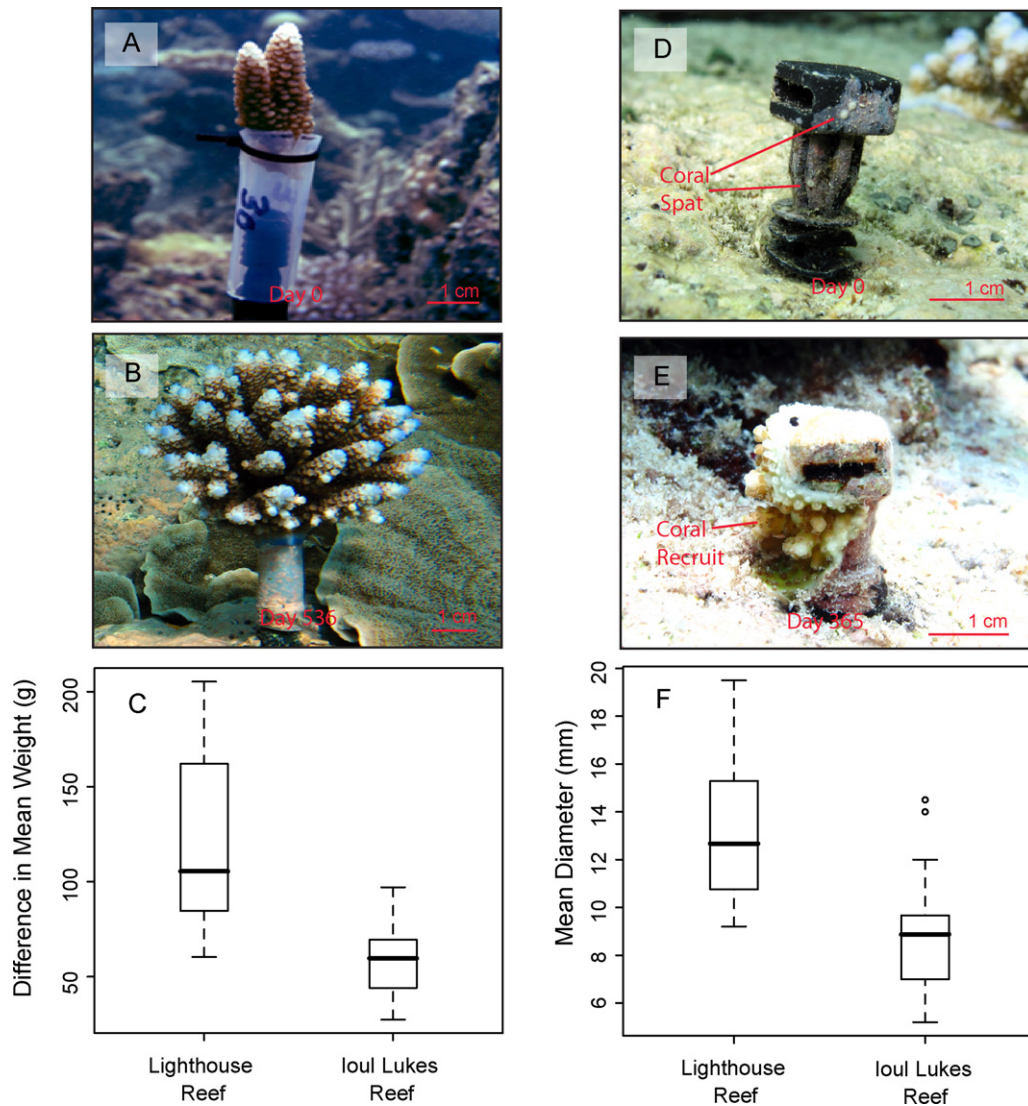 A
36
Day 0
1 cm
B
Day 536
1 cm
C
Difference in Mean Weight (g)
200
150
100
50
Lighthouse
Reef
Ioul Lukes
Reef
D
Coral
Spat
Day 0
1 cm
E
Coral
Recruit
Day 365
1 cm
F
Mean Diameter (mm)
20
18
16
14
12
10
8
6
Lighthouse
Reef
Ioul Lukes
Reef